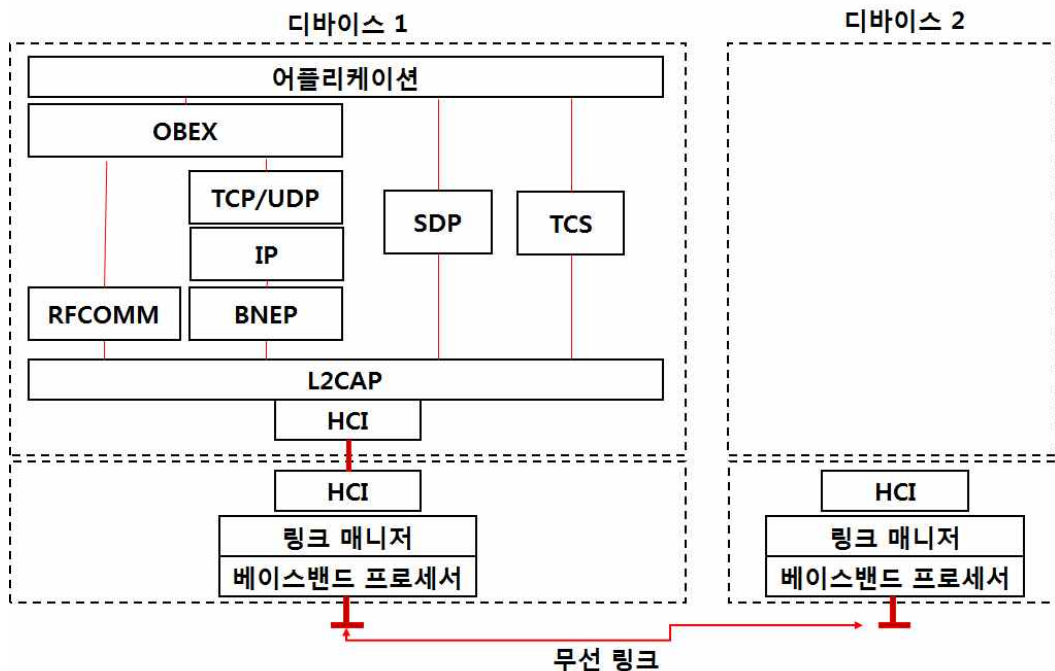 디바이스 1
디바이스 2
어플리케이션
OBEX
TCP/UDP
SDP
TCS
IP
RFCOMM
BNEP
L2CAP
HCI
HCI
HCI
링크 매니저
링크 매니저
베이스밴드 프로세서
베이스밴드 프로세서
무선 링크